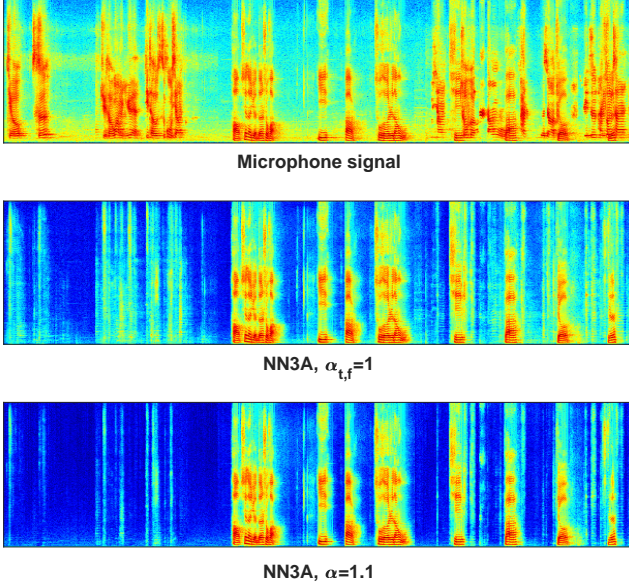 Microphone signal
NN3A, αt,f=1
NN3A, α=1.1